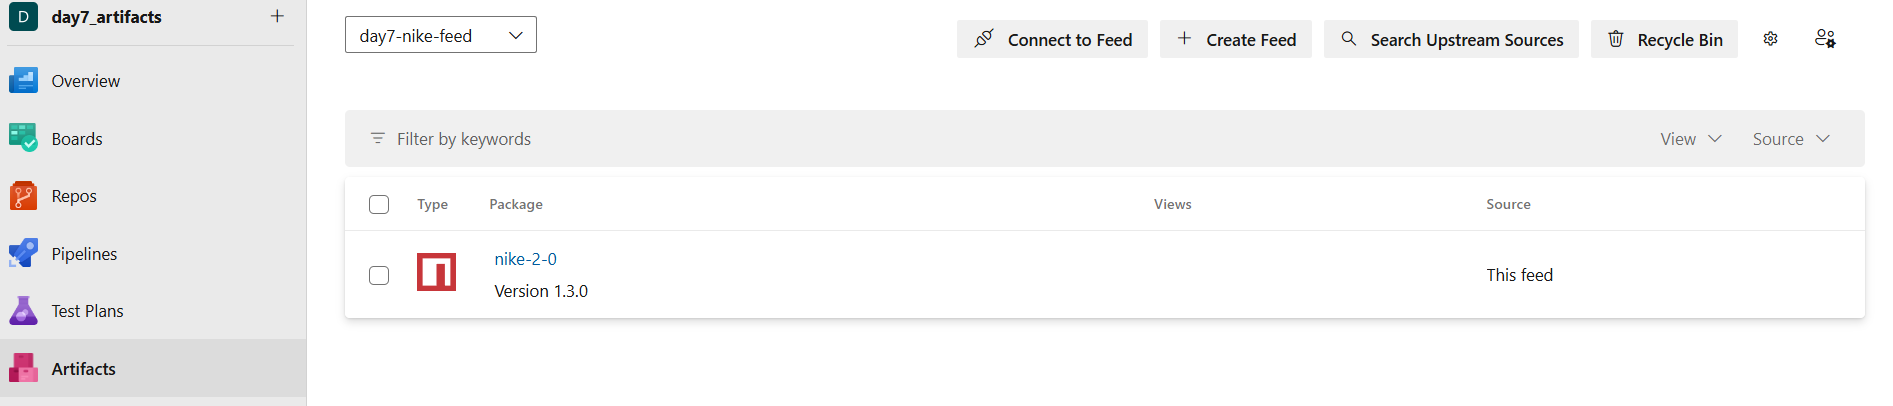 D day7_artifacts
Overview
Boards
Repos
Pipelines
Test Plans
Artifacts
day7-nike-feed
Connect to Feed
Create Feed
Search Upstream Sources
Recycle Bin
Filter by keywords
View
Source
Type Package Views Source
nike-2-0
Version 1.3.0
This feed